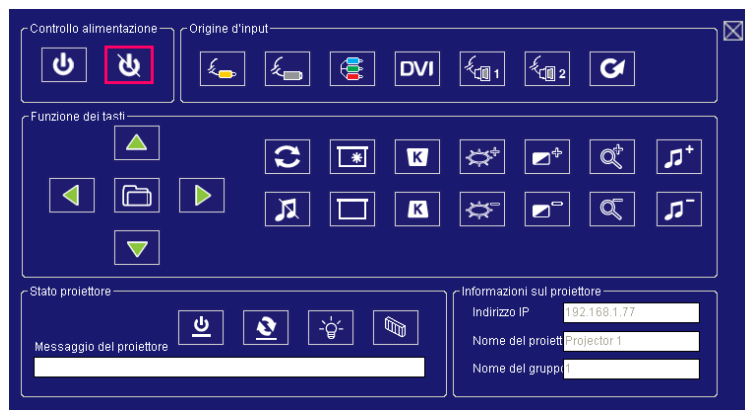 Controllo alimentazione
Origine d'input
DVI
1
2
Funzione dei tasti
K
K
Stato proiettore
Messaggio del proiettore
Informazioni sul proiettore
Indirizzo IP 192.168.1.77
Nome del proiett Projector 1
Nome del gruppo 1